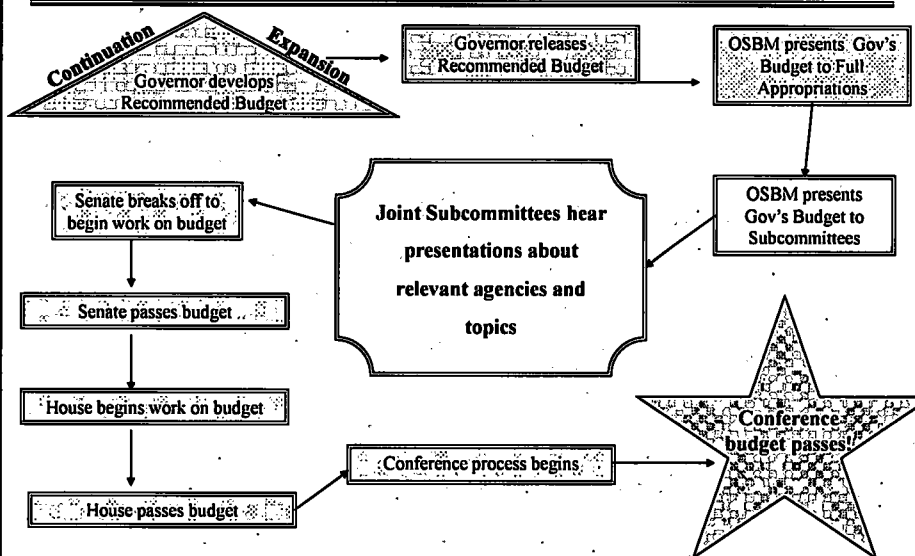 Continuation
Expansion
Governor develops
Recommended Budget
Governor releases
Recommended Budget
OSBM presents Gov's
Budget to Full
Appropriations
OSBM presents
Gov's Budget to
Subcommittees
Joint Subcommittees hear
presentations about
relevant agencies and
topics
Senate breaks off to
begin work on budget
Senate passes budget
House begins work on budget
House passes budget
Conference process begins
Conference
budget passes!!